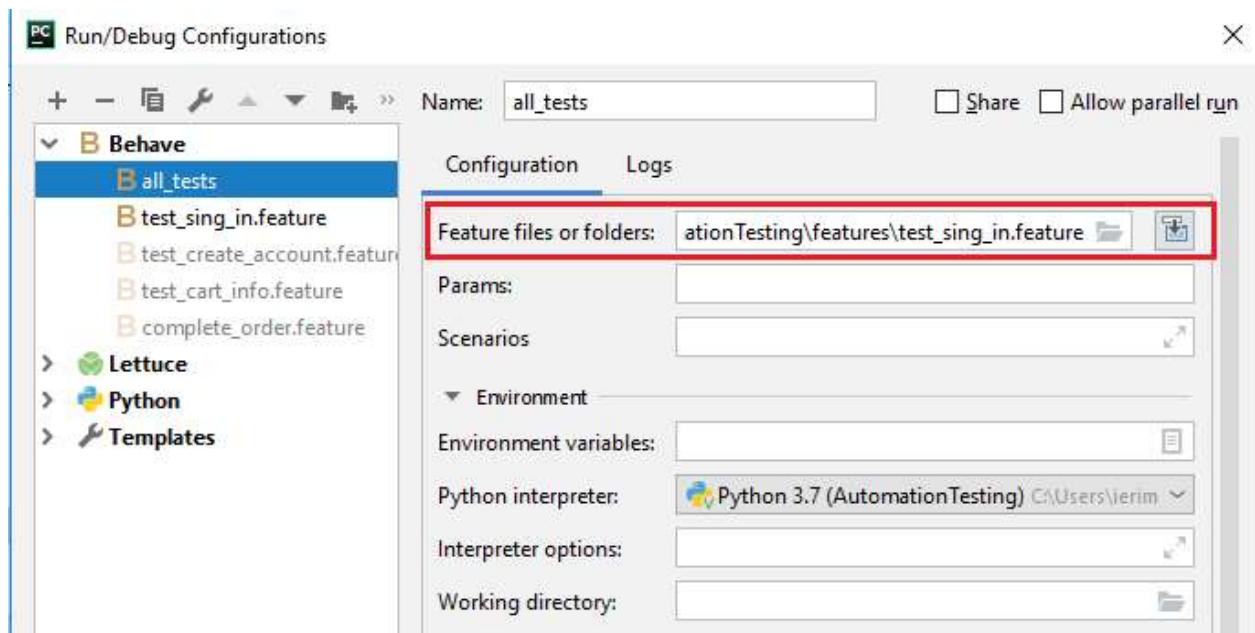 PC Run/Debug Configurations
Name: all_tests Share Allow parallel run
Behave
all_tests
test_sing_in.feature
test_create_account.featur
test_cart_info.feature
complete_order.feature
Lettuce
Python
Templates
Configuration Logs
Feature files or folders: ationTesting\features\test_sing_in.feature
Params:
Scenarios
Environment
Environment variables:
Python interpreter: Python 3.7 (AutomationTesting) C:\Users\ierim
Interpreter options:
Working directory: